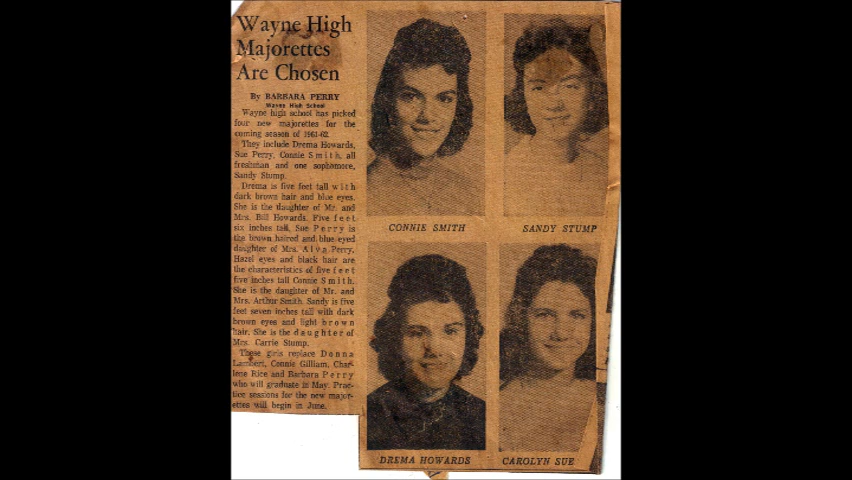 Wayne High
Majorettes
Are Chosen
By BARBARA PERRY
Wayne High School
Wayne high school has picked
four new majorettes for the
coming season of 1961-62.
They include Drema Howards,
Sue Perry, Connie Smith, all
freshman and one sophomore,
Sandy Stump.
Drema is five feet tall with
dark brown hair and blue eyes.
She is the daughter of Mr. and
Mrs. Bill Howards. Five feet
six inches tall, Sue Perry is
the brown haired and blue eyed
daughter of Mrs. Alva Perry.
Hazel eyes and black hair are
the characteristics of five feet
five inches tall Connie Smith.
She is the daughter of Mr. and
Mrs. Arthur Smith. Sandy is five
feet seven inches tall with dark
brown eyes and light brown
hair. She is the daughter of
Mrs. Carrie Stump.
These girls replace Donna
Lambert, Connie Gilliam, Char-
lene Rice and Barbara Perry
who will graduate in May. Prac-
tice sessions for the new major-
ettes will begin in June.
CONNIE SMITH
SANDY STUMP
DREMA HOWARDS
CAROLYN SUE